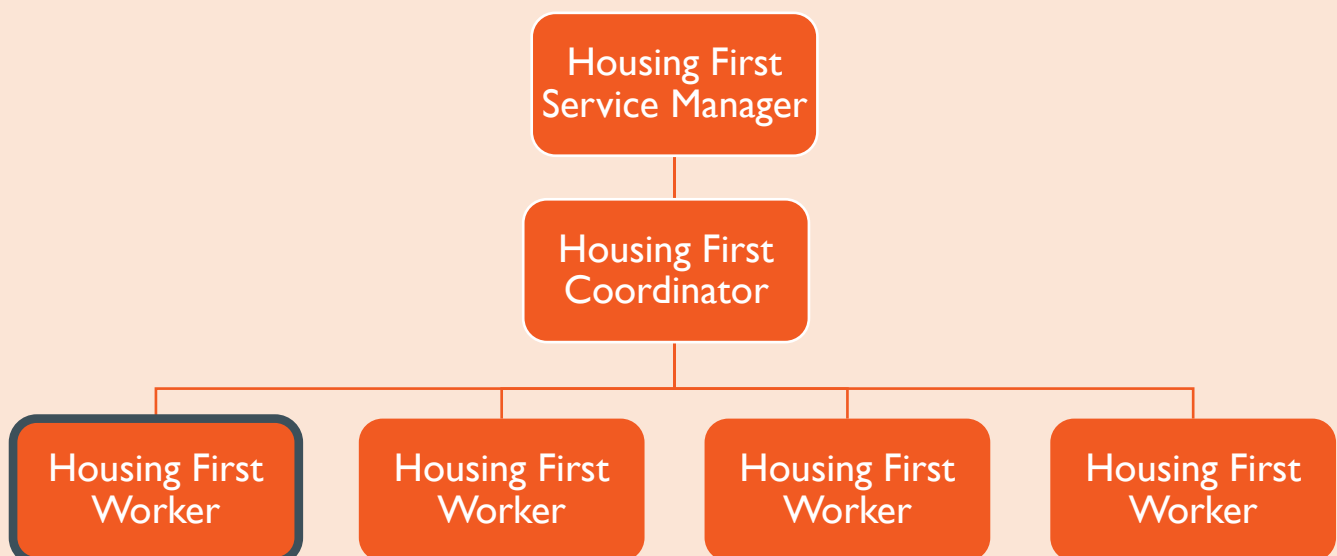 Housing First
Service Manager
Housing First
Coordinator
Housing First
Worker
Housing First
Worker
Housing First
Worker
Housing First
Worker